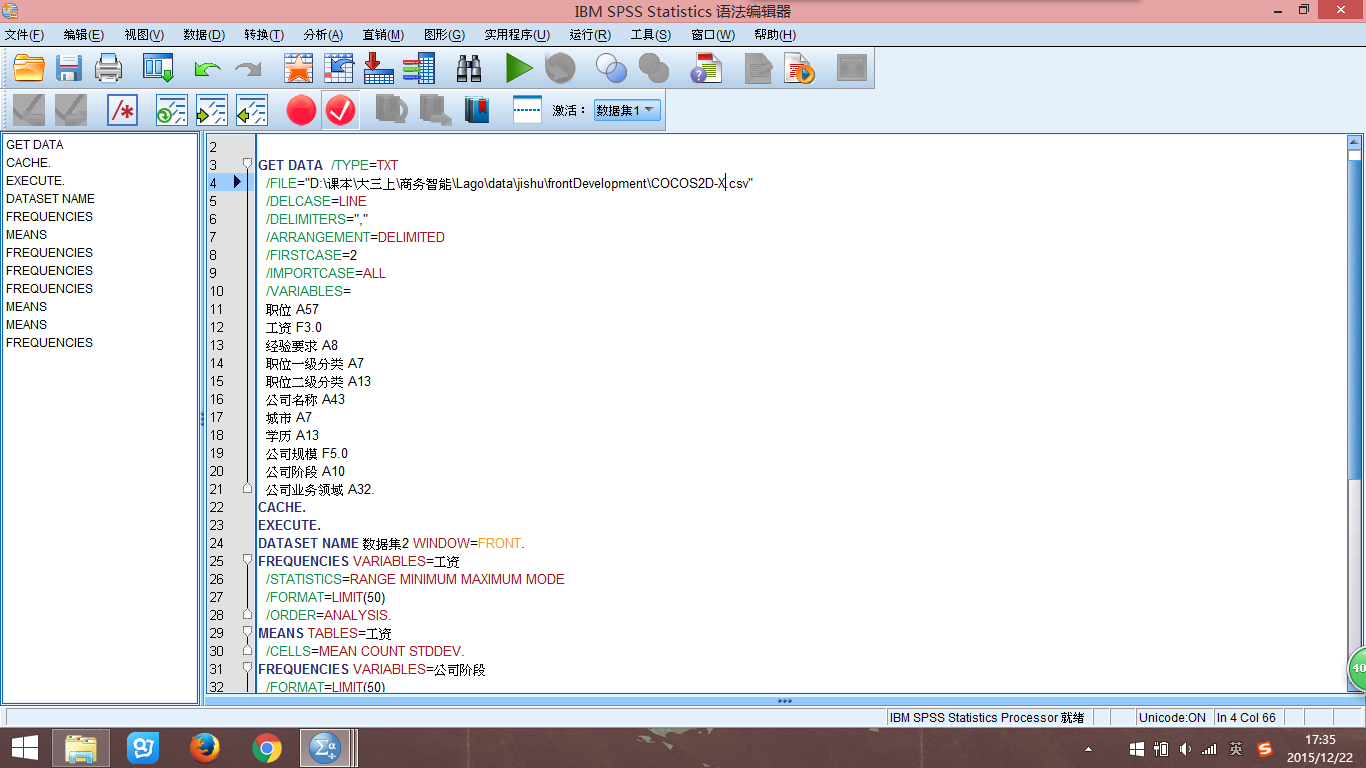 IBM SPSS Statistics 语法编辑器
文件(F) 编辑(E) 视图(V) 数据(D) 转换(T) 分析(A) 直销(M) 图形(G) 实用程序(U) 运行(R) 工具(S) 窗口(W) 帮助(H)
激活： 数据集1
GET DATA
CACHE.
EXECUTE.
DATASET NAME
FREQUENCIES
MEANS
FREQUENCIES
FREQUENCIES
FREQUENCIES
MEANS
MEANS
FREQUENCIES
2
3 GET DATA /TYPE=TXT
4 /FILE="D:\课本\大三上\商务智能\Lago\data\jishu\frontDevelopment\COCOS2D-X.csv"
5 /DELCASE=LINE
6 /DELIMITERS=","
7 /ARRANGEMENT=DELIMITED
8 /FIRSTCASE=2
9 /IMPORTCASE=ALL
10 /VARIABLES=
11 职位 A57
12 工资 F3.0
13 经验要求 A8
14 职位一级分类 A7
15 职位二级分类 A13
16 公司名称 A43
17 城市 A7
18 学历 A13
19 公司规模 F5.0
20 公司阶段 A10
21 公司业务领域 A32.
22 CACHE.
23 EXECUTE.
24 DATASET NAME 数据集2 WINDOW=FRONT.
25 FREQUENCIES VARIABLES=工资
26 /STATISTICS=RANGE MINIMUM MAXIMUM MODE
27 /FORMAT=LIMIT(50)
28 /ORDER=ANALYSIS.
29 MEANS TABLES=工资
30 /CELLS=MEAN COUNT STDDEV.
31 FREQUENCIES VARIABLES=公司阶段
32 /FORMAT=LIMIT(50)
40
IBM SPSS Statistics Processor 就绪 Unicode:ON In 4 Col 66
英
17:35
2015/12/22